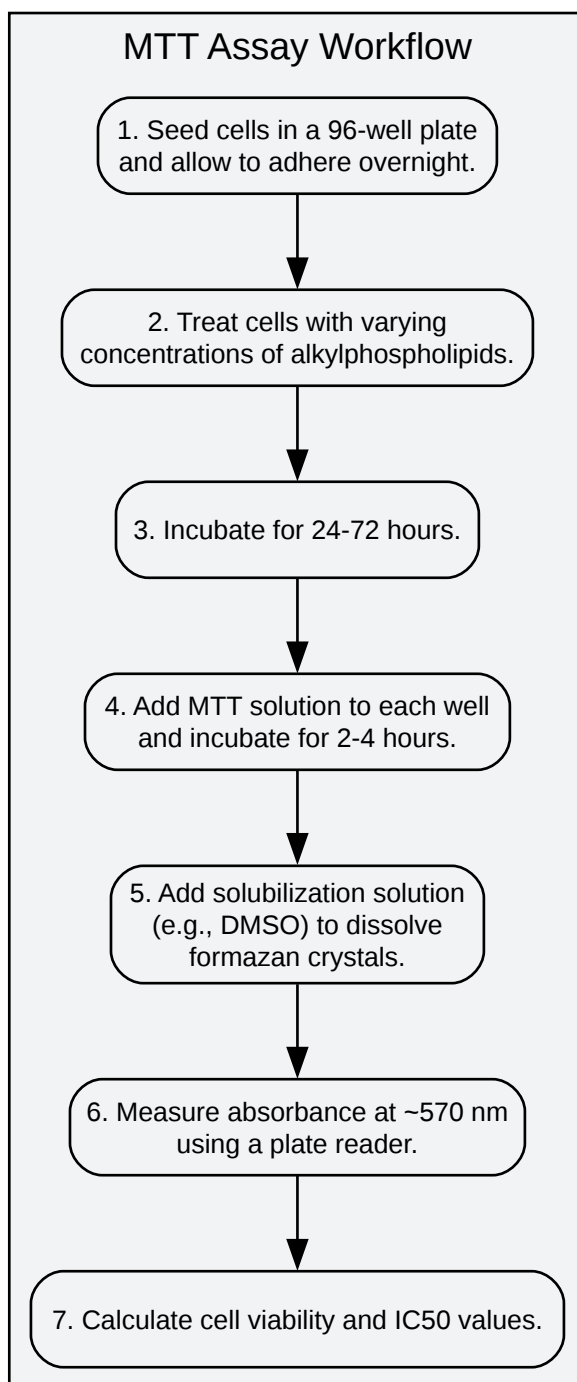 MTT Assay Workflow
1. Seed cells in a 96-well plate
and allow to adhere overnight.
2. Treat cells with varying
concentrations of alkylphospholipids.
3. Incubate for 24-72 hours.
4. Add MTT solution to each well
and incubate for 2-4 hours.
5. Add solubilization solution
(e.g., DMSO) to dissolve
formazan crystals.
6. Measure absorbance at ~570 nm
using a plate reader.
7. Calculate cell viability and IC50 values.